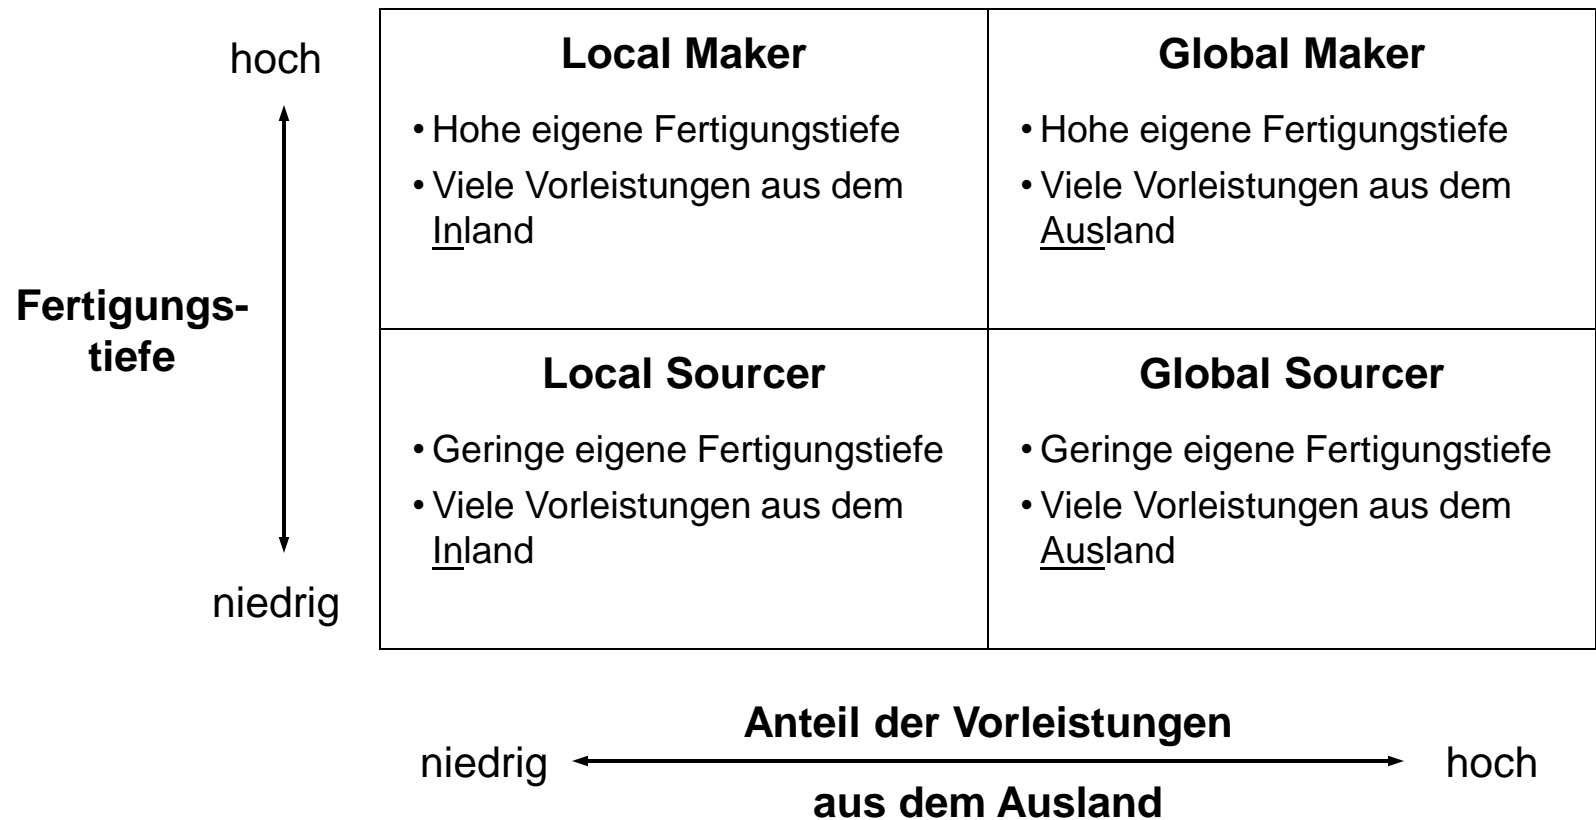 hoch
Fertigungs-
tiefe
niedrig
Local Maker
• Hohe eigene Fertigungstiefe
• Viele Vorleistungen aus dem
Inland
Global Maker
• Hohe eigene Fertigungstiefe
• Viele Vorleistungen aus dem
Ausland
Local Sourcer
• Geringe eigene Fertigungstiefe
• Viele Vorleistungen aus dem
Inland
Global Sourcer
• Geringe eigene Fertigungstiefe
• Viele Vorleistungen aus dem
Ausland
Anteil der Vorleistungen
niedrig
hoch
aus dem Ausland